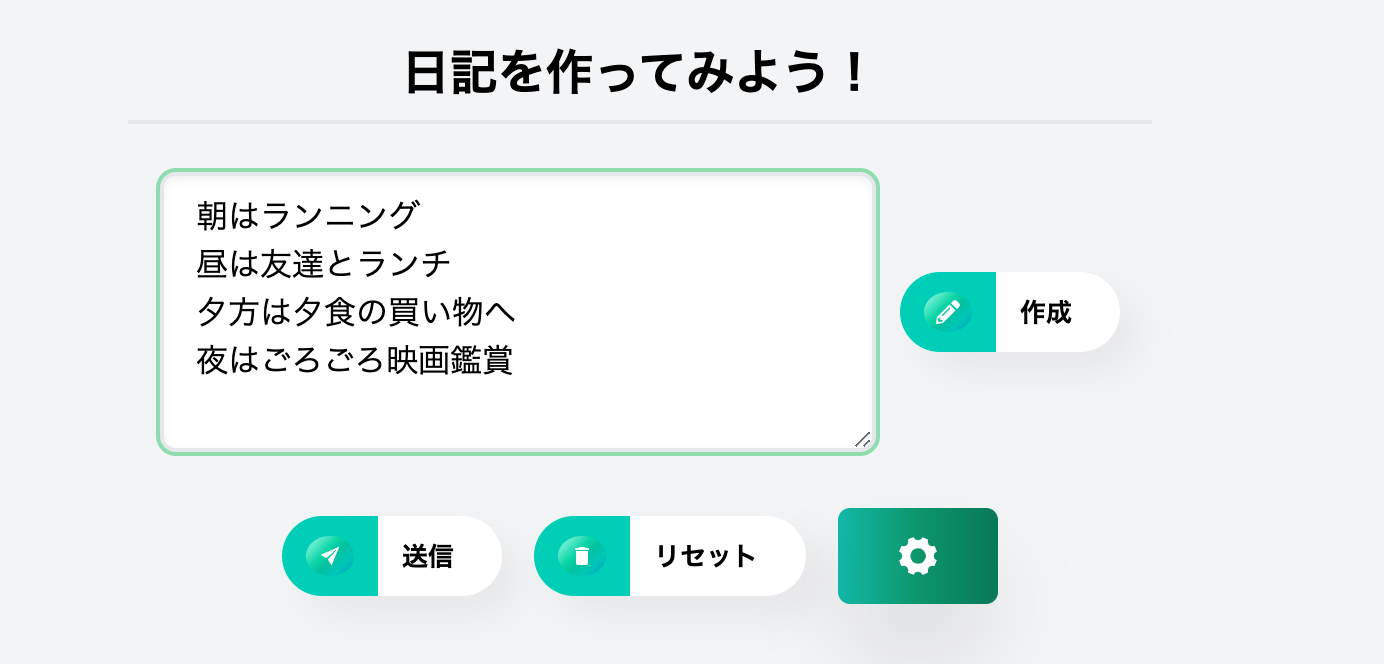 日記を作ってみよう！
朝はランニング
昼は友達とランチ
夕方は夕食の買い物へ
夜はごろごろ映画鑑賞
作成
送信
リセット